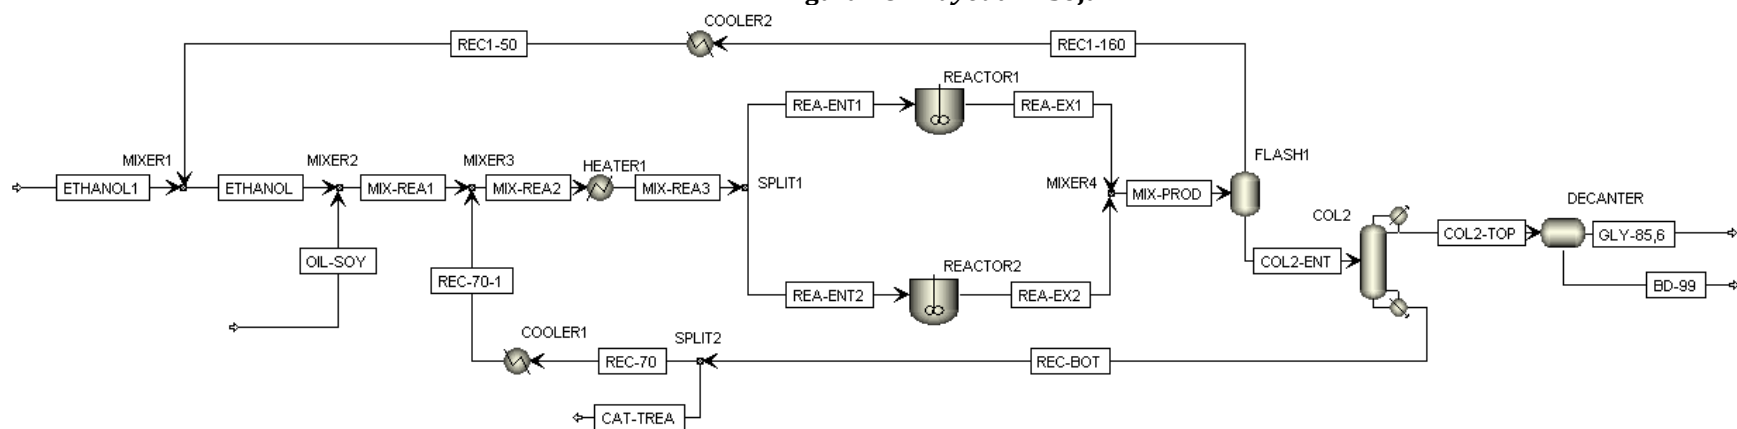 COOLER2
REC1-50
REC1-160
REACTOR1
REA-ENT1
REA-EX1
MIXER1
MIXER2
MIXER3
HEATER1
FLASH1
ETHANOL1
ETHANOL
MIX-REA1
MIX-REA2
MIX-REA3
SPLIT1
MIXER4
MIX-PROD
DECANTER
COL2
COL2-TOP
GLY-85,6
OIL-SOY
REC-70-1
REACTOR2
COL2-ENT
REA-ENT2
REA-EX2
BD-99
COOLER1
SPLIT2
REC-70
REC-BOT
CAT-TREA